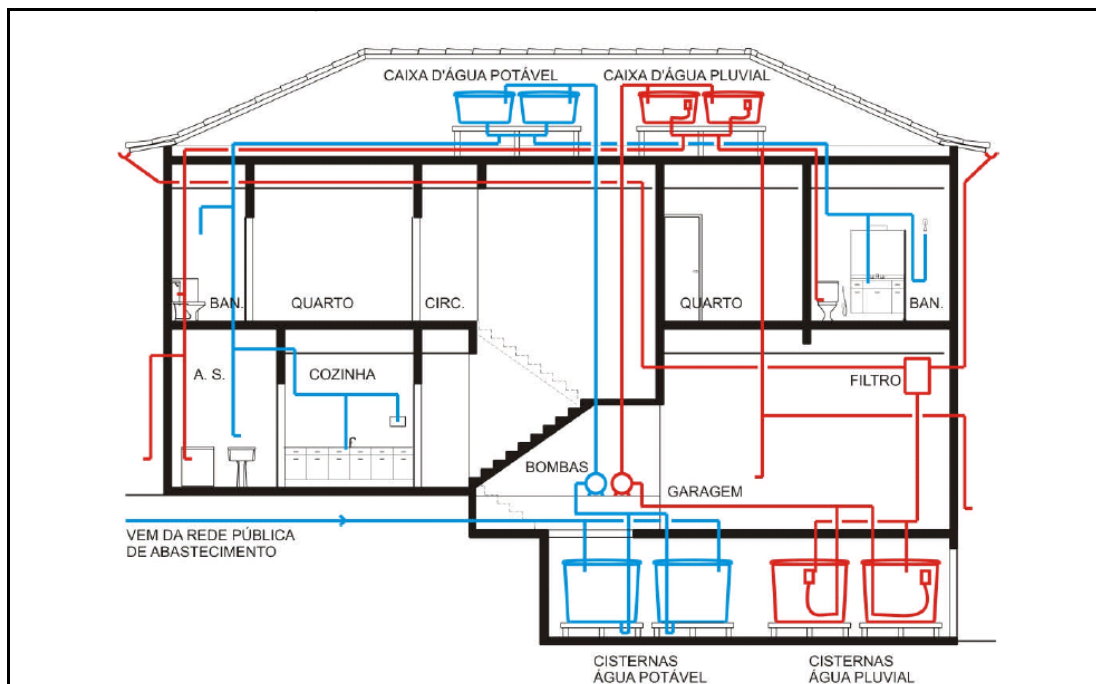 CAIXA D'ÁGUA POTÁVEL
CAIXA D'ÁGUA PLUVIAL
BAN.
QUARTO
CIRC.
QUARTO
BAN.
A. S.
COZINHA
FILTRO
BOMBAS
GARAGEM
VEM DA REDE PÚBLICA
DE ABASTECIMENTO
CISTERNAS
ÁGUA POTÁVEL
CISTERNAS
ÁGUA PLUVIAL